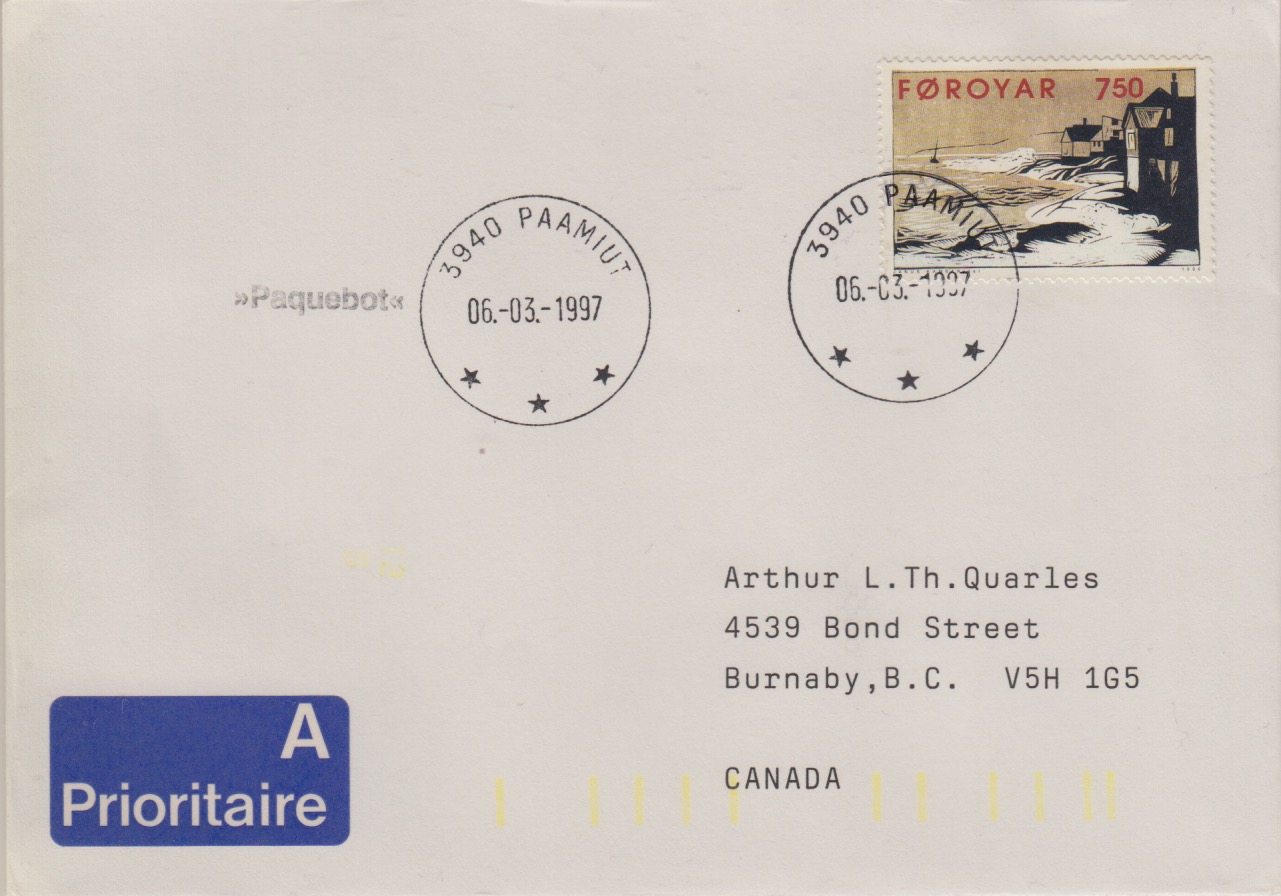 FØROYAR 750
3940 PAAMIUT
06.-03.-1997
3940 PAAMIUT
06.-03.-1997
»Paquebot«
Arthur L.Th.Quarles
4539 Bond Street
Burnaby,B.C. V5H 1G5
CANADA
A
Prioritaire